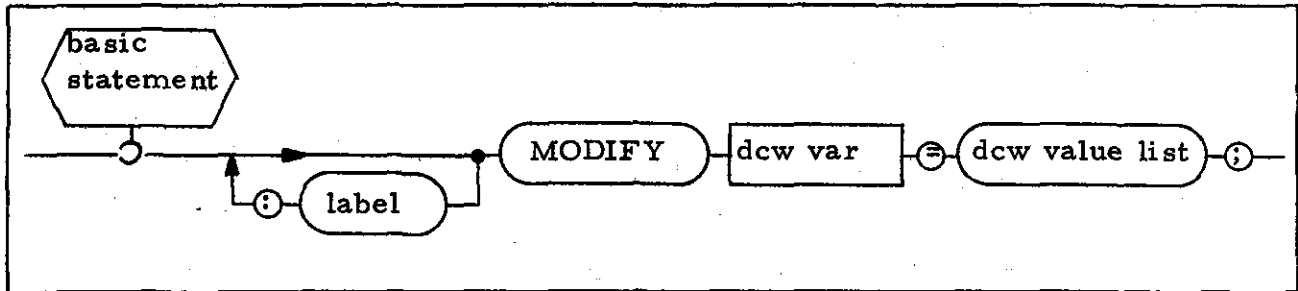 basic
statement
MODIFY dcw var = dcw value list ;
: label